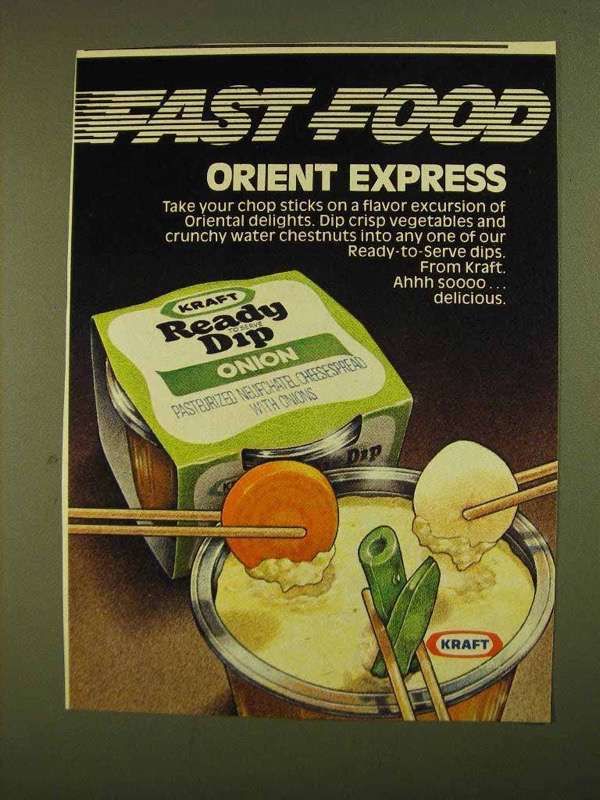 FAST FOOD
ORIENT EXPRESS
Take your chop sticks on a flavor excursion of
Oriental delights. Dip crisp vegetables and
crunchy water chestnuts into any one of our
Ready-to-Serve dips.
From Kraft.
Ahhh soooo...
delicious.
KRAFT
Ready
TO SERVE
Dip
ONION
PASTEURIZED NEUFCHATEL CHEESESPREAD
WITH ONIONS
Dip
KRAFT